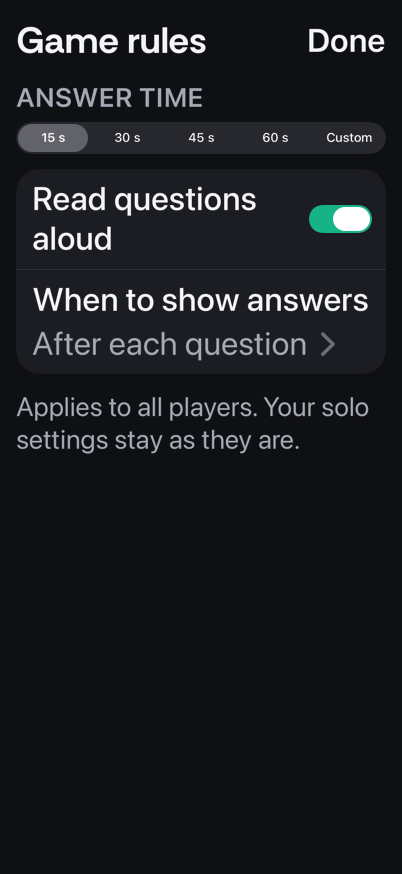 Game rules Done
ANSWER TIME
15 s 30 s 45 s 60 s Custom
Read questions
aloud
When to show answers
After each question
Applies to all players. Your solo
settings stay as they are.